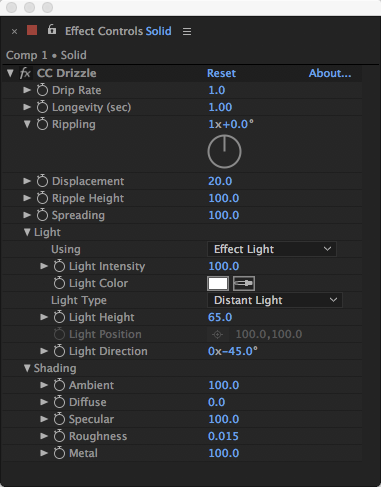 Effect Controls Solid
Comp 1 • Solid
fx CC Drizzle Reset About...
Drip Rate 1.0
Longevity (sec) 1.00
Rippling 1x+0.0°
Displacement 20.0
Ripple Height 100.0
Spreading 100.0
Light
Using Effect Light
Light Intensity 100.0
Light Color
Light Type Distant Light
Light Height 65.0
Light Position 100.0,100.0
Light Direction 0x-45.0°
Shading
Ambient 100.0
Diffuse 0.0
Specular 100.0
Roughness 0.015
Metal 100.0